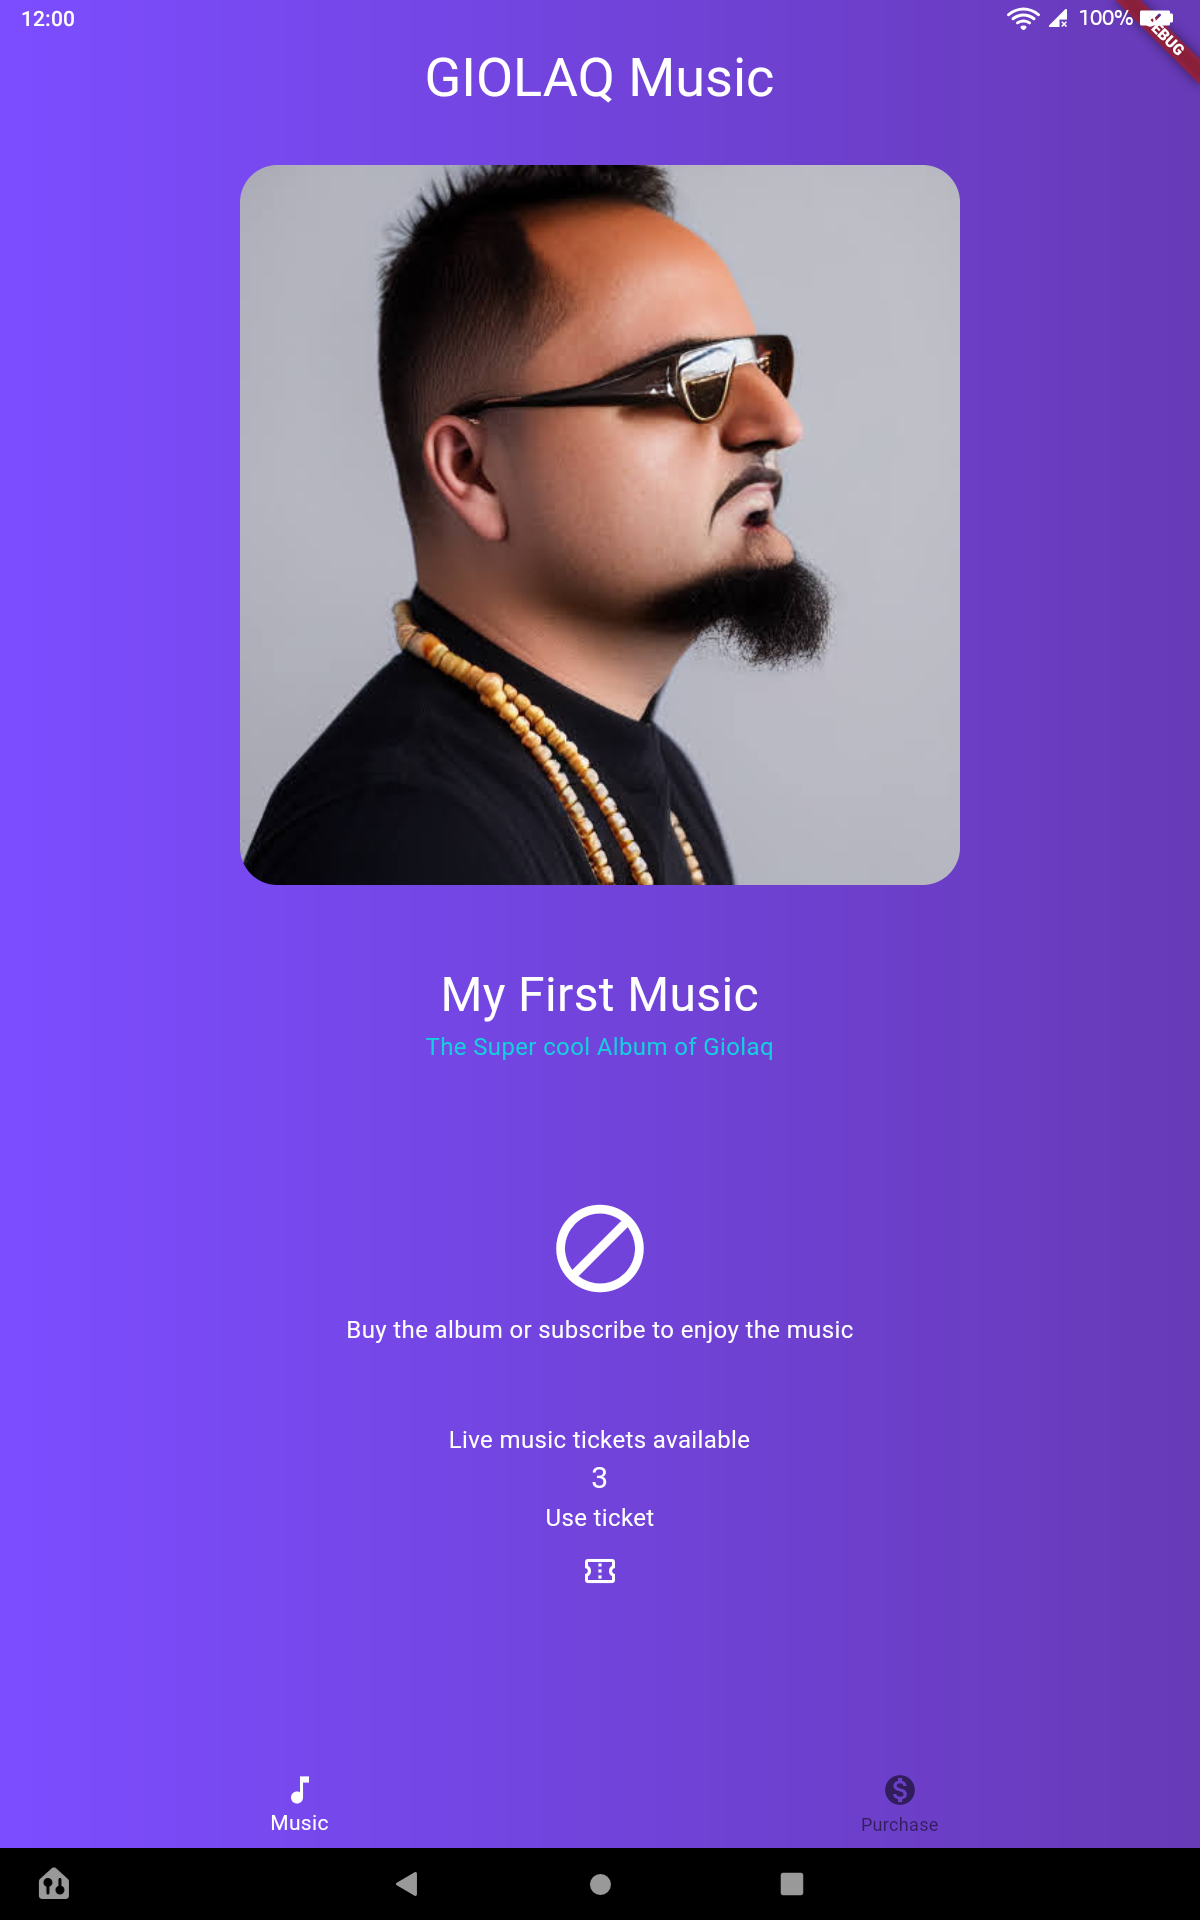 12:00
100%
DEBUG
GIOLAQ Music
My First Music
The Super cool Album of Giolaq
Buy the album or subscribe to enjoy the music
Live music tickets available
3
Use ticket
Music
Purchase